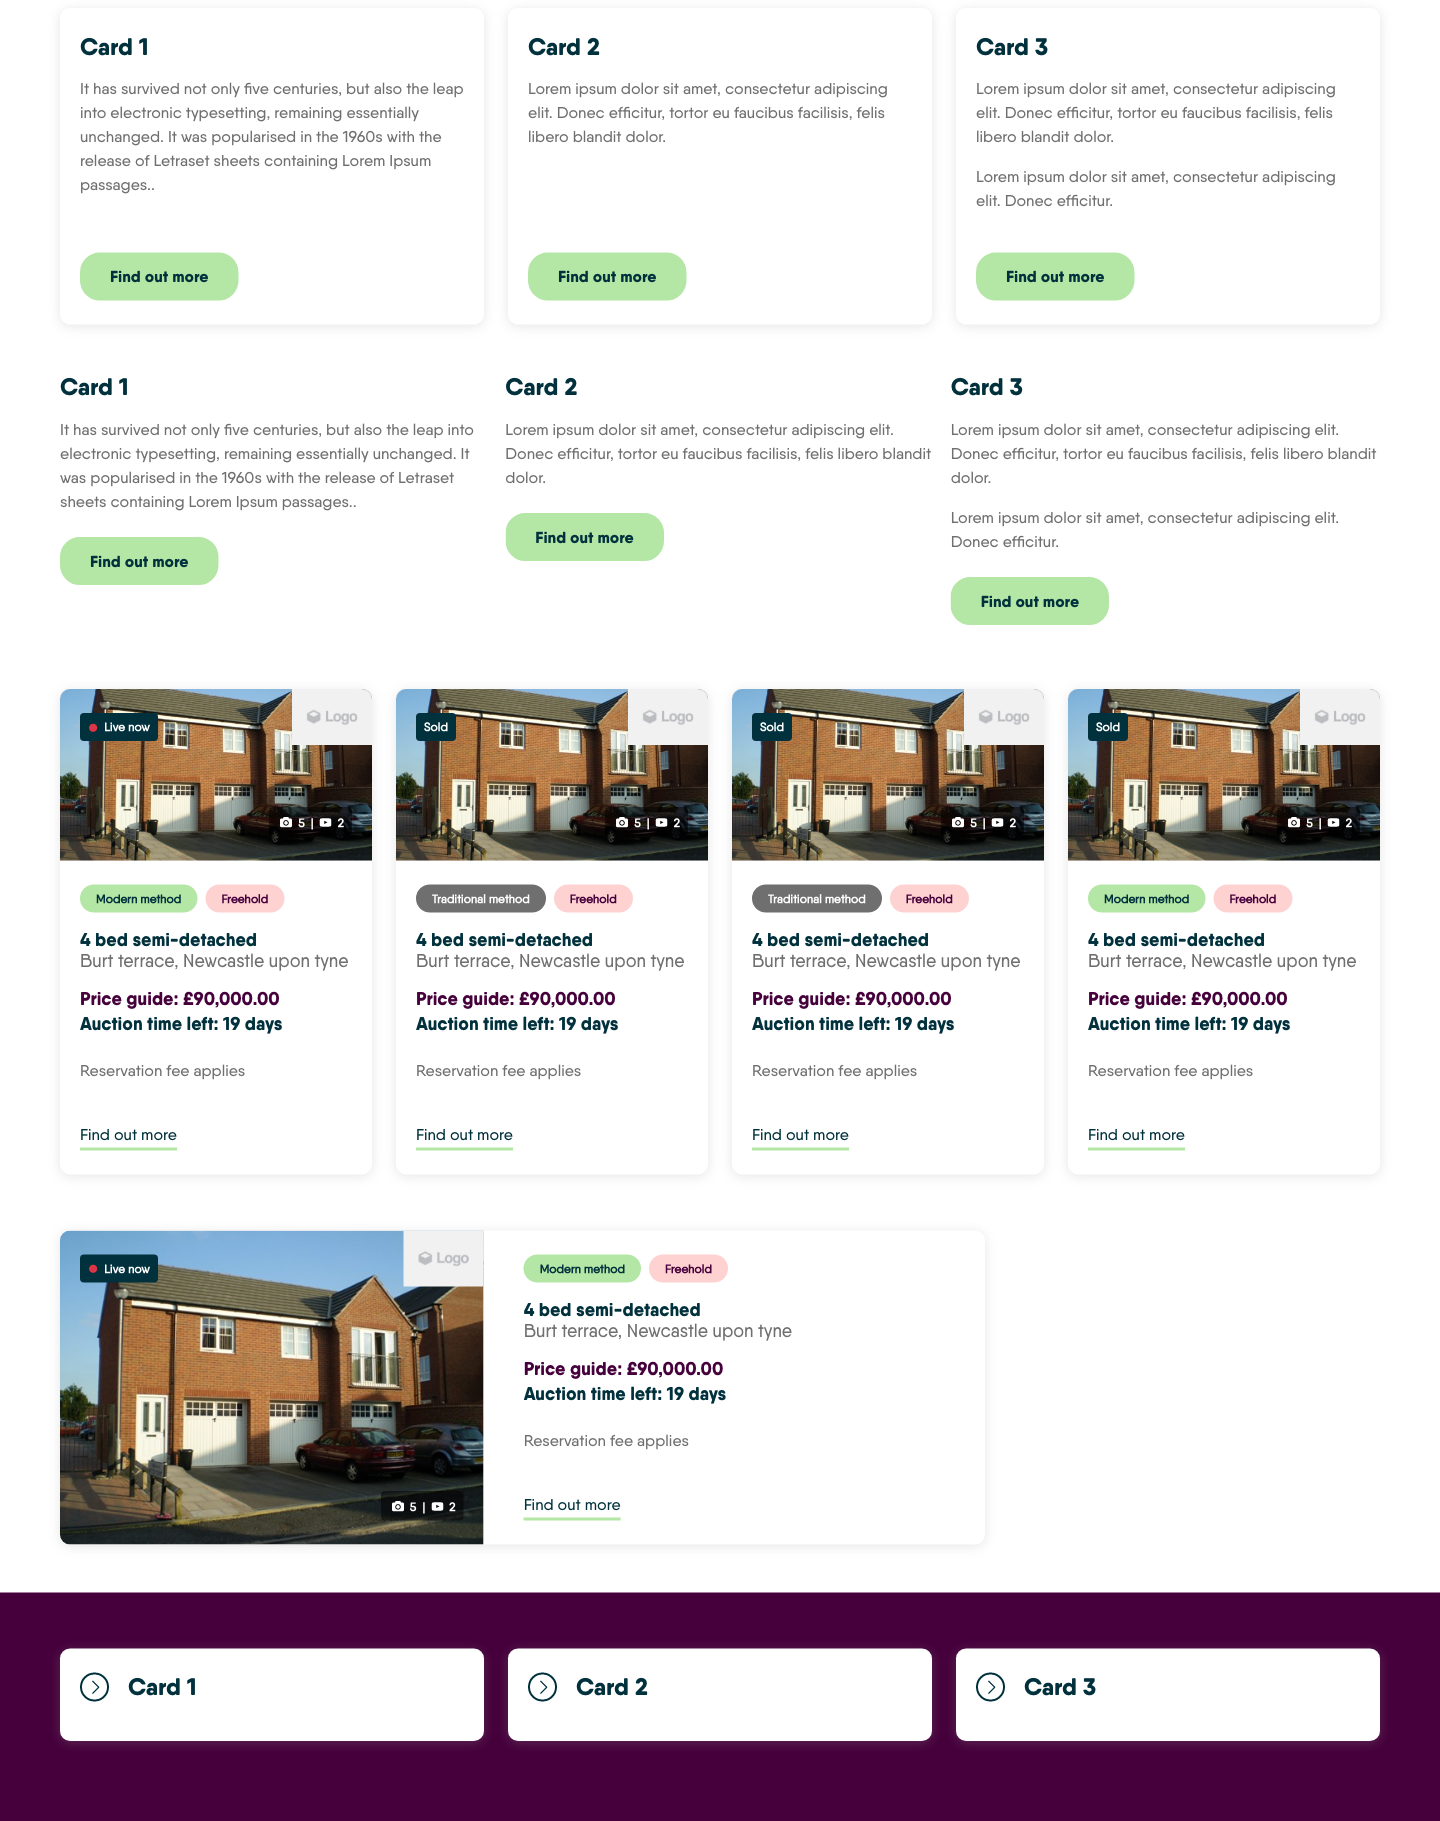 Card 1
It has survived not only five centuries, but also the leap
into electronic typesetting, remaining essentially
unchanged. It was popularised in the 1960s with the
release of Letraset sheets containing Lorem Ipsum
passages..
Find out more
Card 2
Lorem ipsum dolor sit amet, consectetur adipiscing
elit. Donec efficitur, tortor eu faucibus facilisis, felis
libero blandit dolor.
Find out more
Card 3
Lorem ipsum dolor sit amet, consectetur adipiscing
elit. Donec efficitur, tortor eu faucibus facilisis, felis
libero blandit dolor.
Lorem ipsum dolor sit amet, consectetur adipiscing
elit. Donec efficitur.
Find out more
Card 1
It has survived not only five centuries, but also the leap into
electronic typesetting, remaining essentially unchanged. It
was popularised in the 1960s with the release of Letraset
sheets containing Lorem Ipsum passages..
Find out more
Card 2
Lorem ipsum dolor sit amet, consectetur adipiscing elit.
Donec efficitur, tortor eu faucibus facilisis, felis libero blandit
dolor.
Find out more
Card 3
Lorem ipsum dolor sit amet, consectetur adipiscing elit.
Donec efficitur, tortor eu faucibus facilisis, felis libero blandit
dolor.
Lorem ipsum dolor sit amet, consectetur adipiscing elit.
Donec efficitur.
Find out more
Live now
Logo
5 | 2
Modern method
Freehold
4 bed semi-detached
Burt terrace, Newcastle upon tyne
Price guide: £90,000.00
Auction time left: 19 days
Reservation fee applies
Find out more
Sold
Logo
5 | 2
Traditional method
Freehold
4 bed semi-detached
Burt terrace, Newcastle upon tyne
Price guide: £90,000.00
Auction time left: 19 days
Reservation fee applies
Find out more
Sold
Logo
5 | 2
Traditional method
Freehold
4 bed semi-detached
Burt terrace, Newcastle upon tyne
Price guide: £90,000.00
Auction time left: 19 days
Reservation fee applies
Find out more
Sold
Logo
5 | 2
Modern method
Freehold
4 bed semi-detached
Burt terrace, Newcastle upon tyne
Price guide: £90,000.00
Auction time left: 19 days
Reservation fee applies
Find out more
Live now
Logo
5 | 2
Modern method
Freehold
4 bed semi-detached
Burt terrace, Newcastle upon tyne
Price guide: £90,000.00
Auction time left: 19 days
Reservation fee applies
Find out more
Card 1
Card 2
Card 3